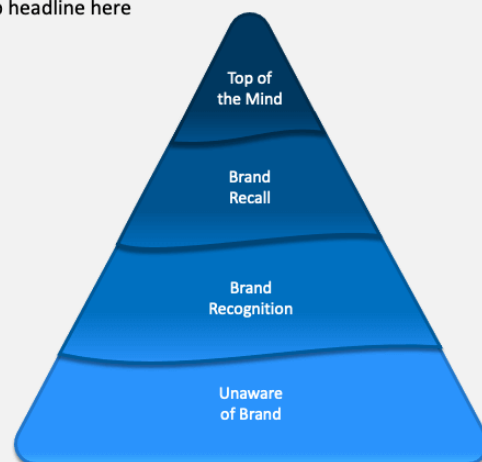 headline here
Top of
the Mind
Brand
Recall
Brand
Recognition
Unaware
of Brand